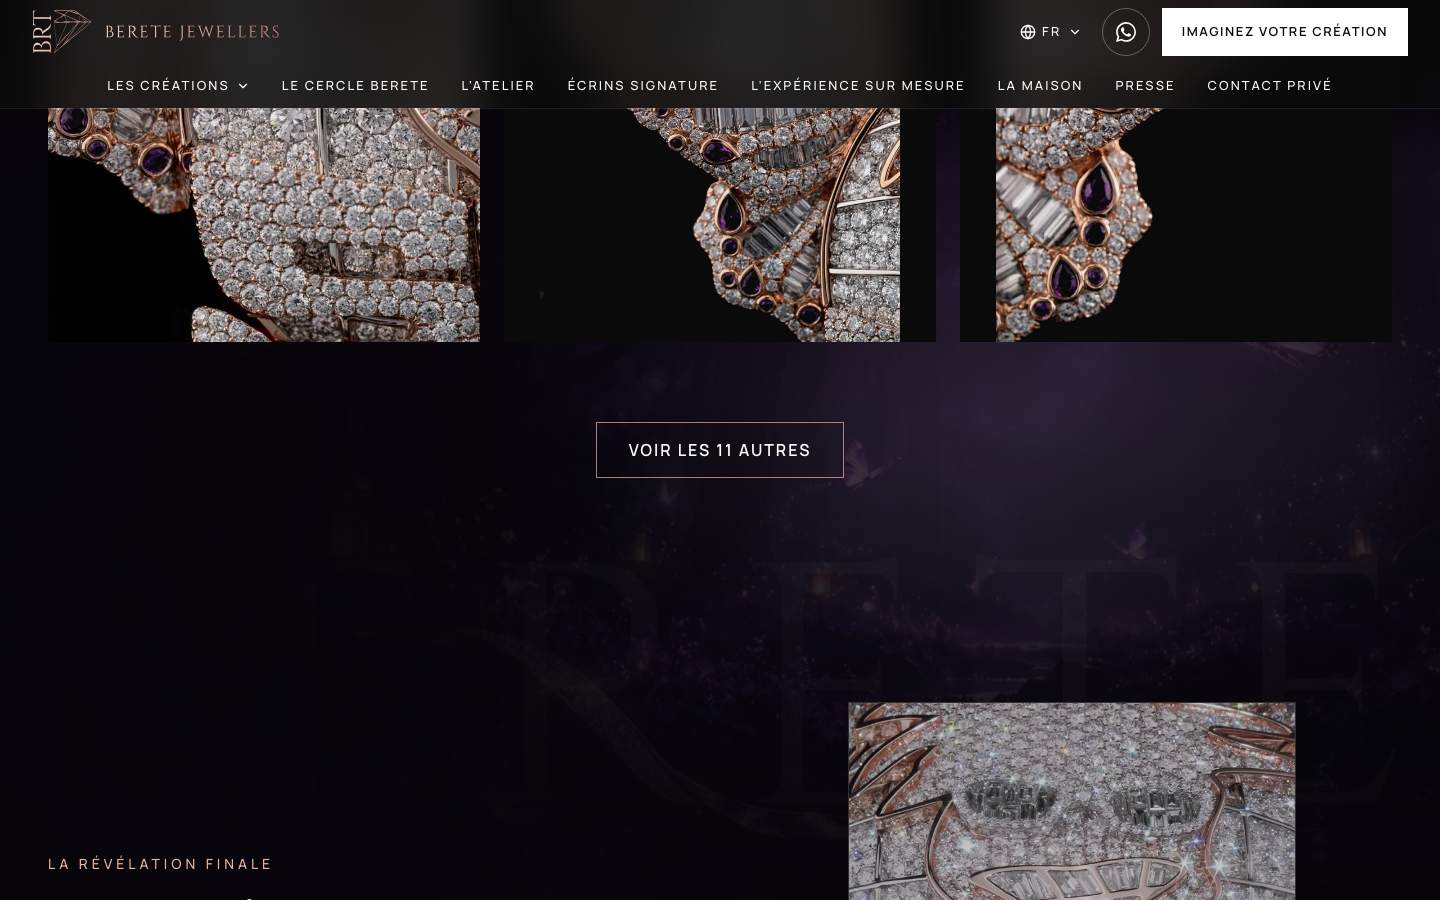 BRT
BERETE JEWELLERS
FR
IMAGINEZ VOTRE CRÉATION
LES CRÉATIONS
LE CERCLE BERETE
L'ATELIER
ÉCRINS SIGNATURE
L'EXPÉRIENCE SUR MESURE
LA MAISON
PRESSE
CONTACT PRIVÉ
VOIR LES 11 AUTRES
LA RÉVÉLATION FINALE